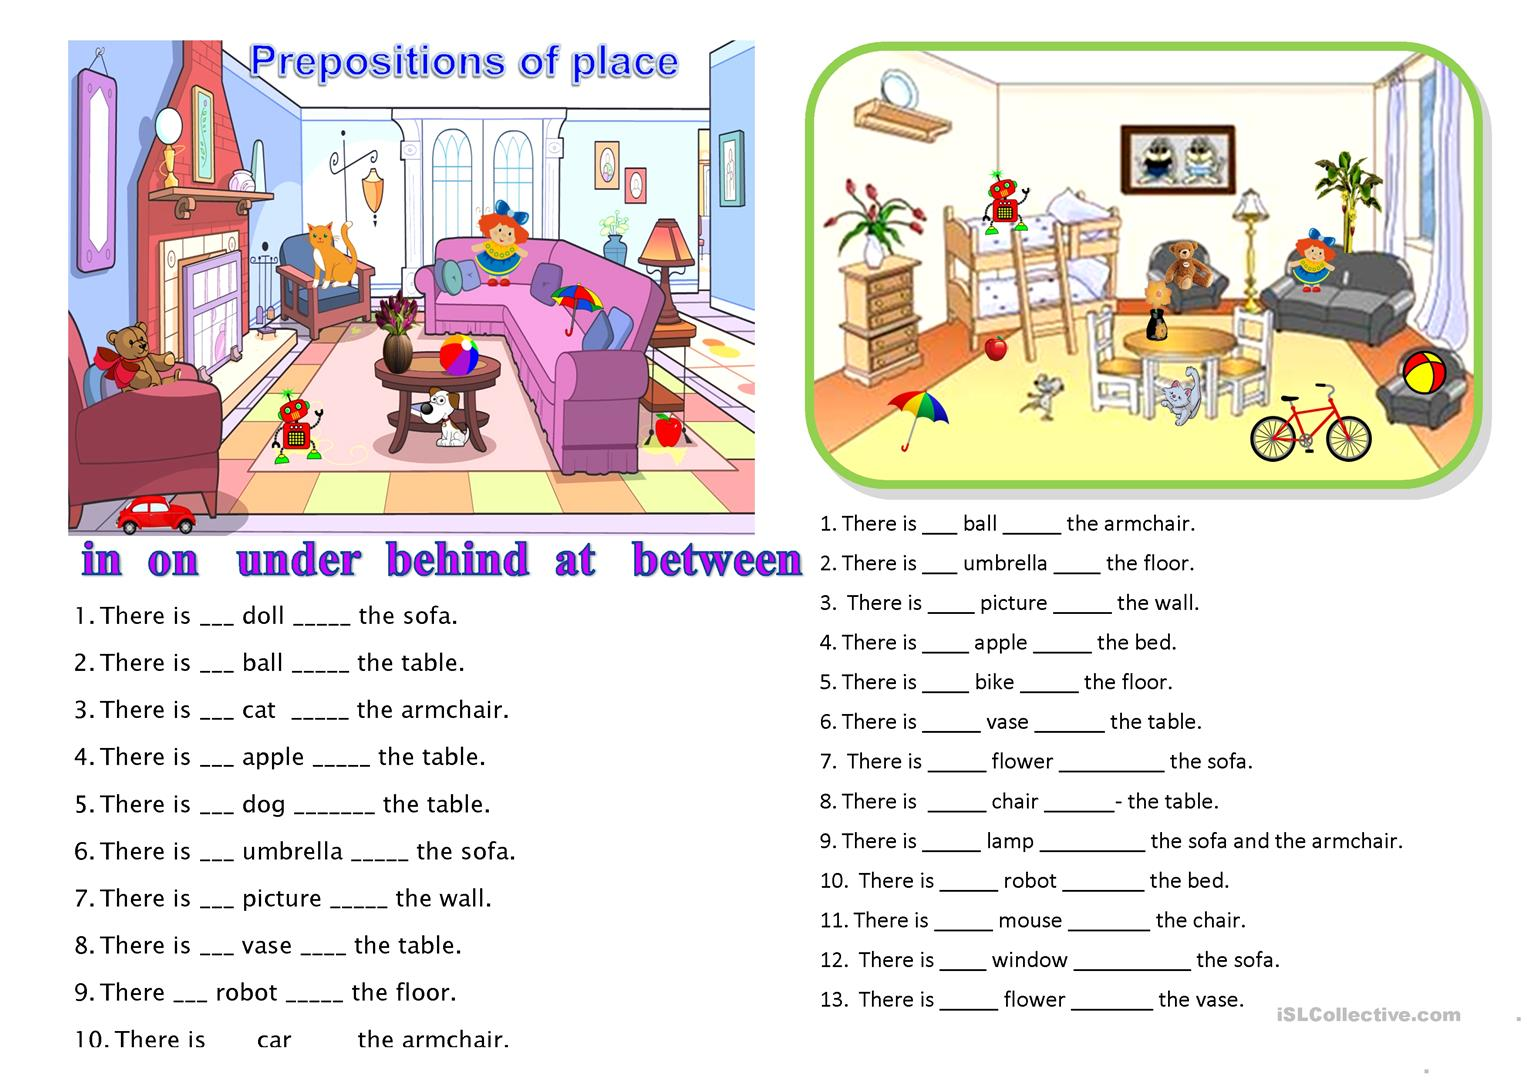 Prepositions of place
in on under behind at between
1. There is ___ doll _____ the sofa.
2. There is ___ ball _____ the table.
3. There is ___ cat _____ the armchair.
4. There is ___ apple _____ the table.
5. There is ___ dog _______ the table.
6. There is ___ umbrella _____ the sofa.
7. There is ___ picture _____ the wall.
8. There is ___ vase ____ the table.
9. There ___ robot _____ the floor.
10. There is car the armchair.
1. There is ___ ball _____ the armchair.
2. There is ___ umbrella ____ the floor.
3. There is ____ picture _____ the wall.
4. There is ____ apple _____ the bed.
5. There is ____ bike _____ the floor.
6. There is _____ vase ______ the table.
7. There is _____ flower _________ the sofa.
8. There is _____ chair ______- the table.
9. There is _____ lamp _________ the sofa and the armchair.
10. There is _____ robot _______ the bed.
11. There is _____ mouse _______ the chair.
12. There is ____ window __________ the sofa.
13. There is _____ flower _______ the vase.
iSLCollective.com